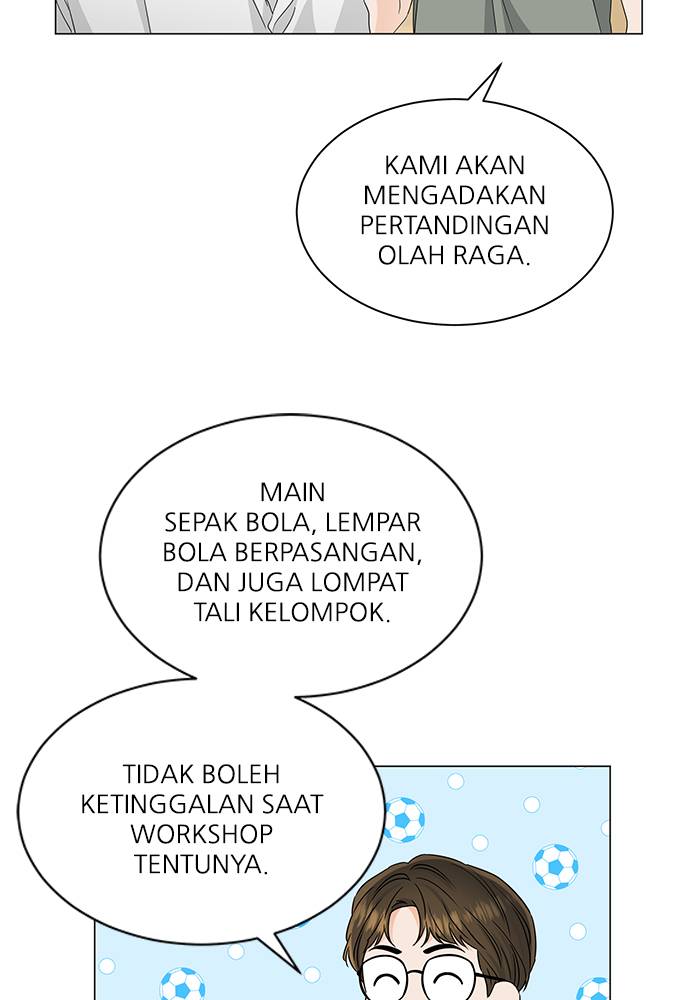 KAMI AKAN
MENGADAKAN
PERTANDINGAN
OLAH RAGA.
MAIN
SEPAK BOLA, LEMPAR
BOLA BERPASANGAN,
DAN JUGA LOMPAT
TALI KELOMPOK.
TIDAK BOLEH
KETINGGALAN SAAT
WORKSHOP
TENTUNYA.